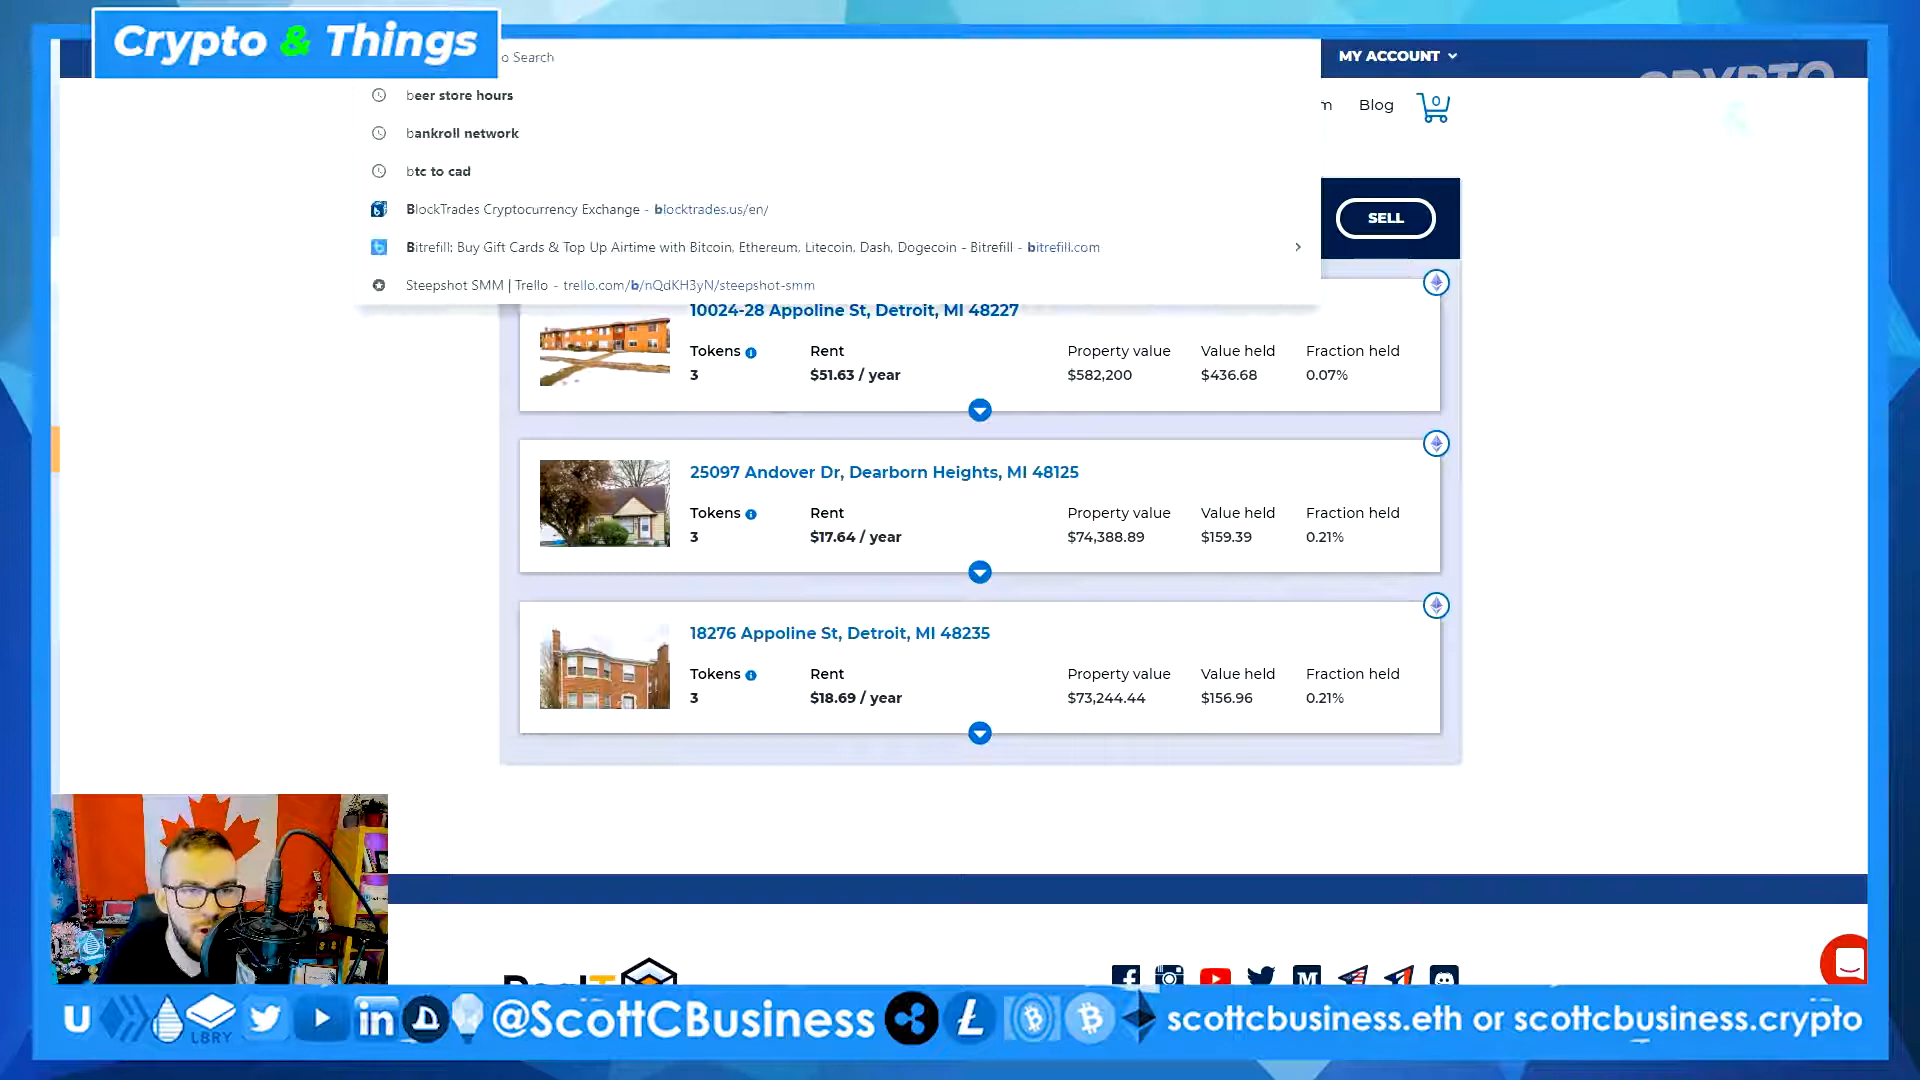 Crypto & Things
o Search
MY ACCOUNT
CRYPTO
beer store hours
m Blog 0
bankroll network
btc to cad
BlockTrades Cryptocurrency Exchange - blocktrades.us/en/
SELL
Bitrefill: Buy Gift Cards & Top Up Airtime with Bitcoin, Ethereum, Litecoin, Dash, Dogecoin - Bitrefill - bitrefill.com
Steepshot SMM | Trello - trello.com/b/nQdKH3yN/steepshot-smm
10024-28 Appoline St, Detroit, MI 48227
Tokens Rent Property value Value held Fraction held
3 $51.63 / year $582,200 $436.68 0.07%
25097 Andover Dr, Dearborn Heights, MI 48125
Tokens Rent Property value Value held Fraction held
3 $17.64 / year $74,388.89 $159.39 0.21%
18276 Appoline St, Detroit, MI 48235
Tokens Rent Property value Value held Fraction held
3 $18.69 / year $73,244.44 $156.96 0.21%
RealT
LBRY
@ScottCBusiness
scottcbusiness.eth or scottcbusiness.crypto